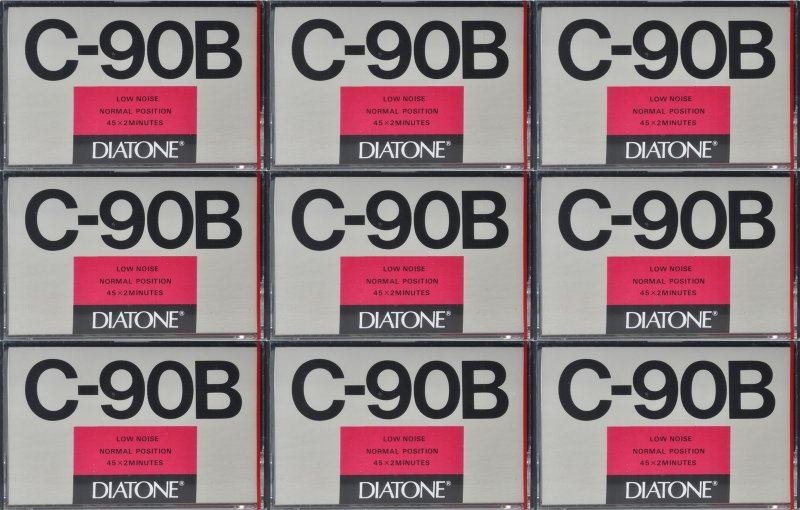 C-90B C-90B C-90B
LOW NOISE LOW NOISE LOW NOISE
NORMAL POSITION NORMAL POSITION NORMAL POSITION
45×2MINUTES 45×2MINUTES 45×2MINUTES
DIATONE® DIATONE® DIATONE®
C-90B C-90B C-90B
LOW NOISE LOW NOISE LOW NOISE
NORMAL POSITION NORMAL POSITION NORMAL POSITION
45×2MINUTES 45×2MINUTES 45×2MINUTES
DIATONE® DIATONE® DIATONE®
C-90B C-90B C-90B
LOW NOISE LOW NOISE LOW NOISE
NORMAL POSITION NORMAL POSITION NORMAL POSITION
45×2MINUTES 45×2MINUTES 45×2MINUTES
DIATONE® DIATONE® DIATONE®